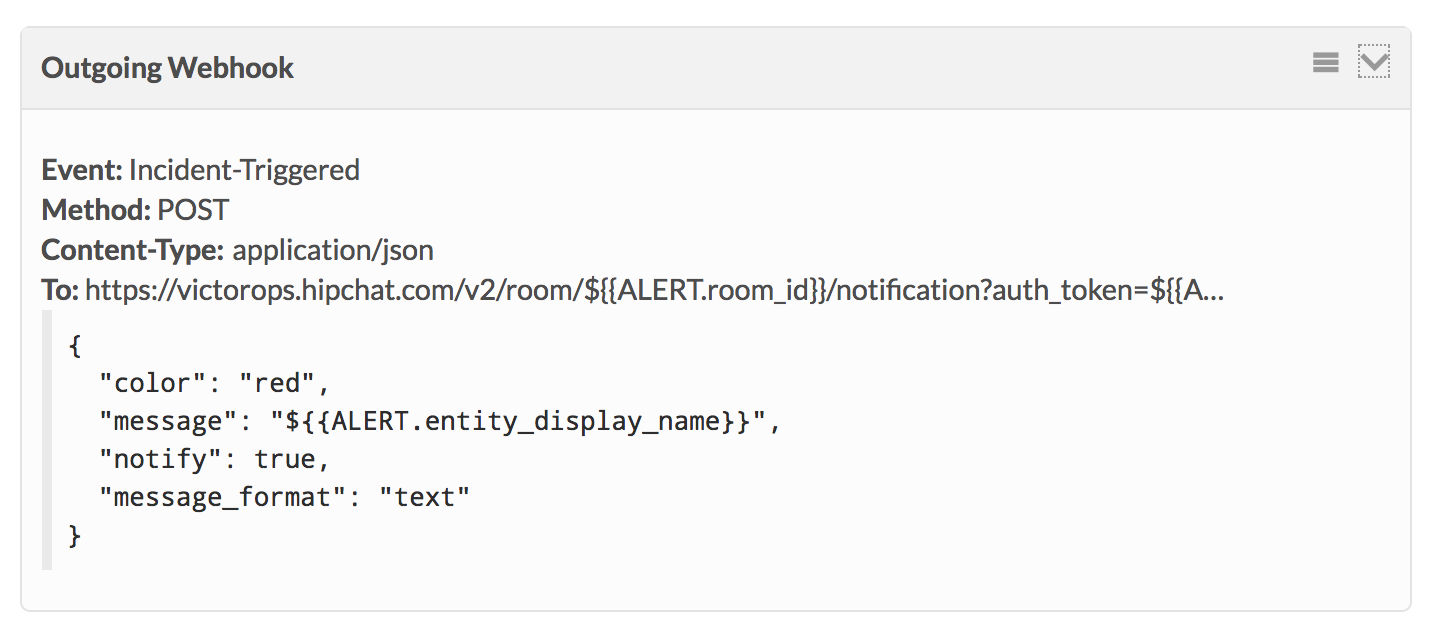 Outgoing Webhook
Event: Incident-Triggered
Method: POST
Content-Type: application/json
To: https://victorops.hipchat.com/v2/room/${{ALERT.room_id}}/notification?auth_token=${{A...
{
  "color": "red",
  "message": "${{ALERT.entity_display_name}}",
  "notify": true,
  "message_format": "text"
}